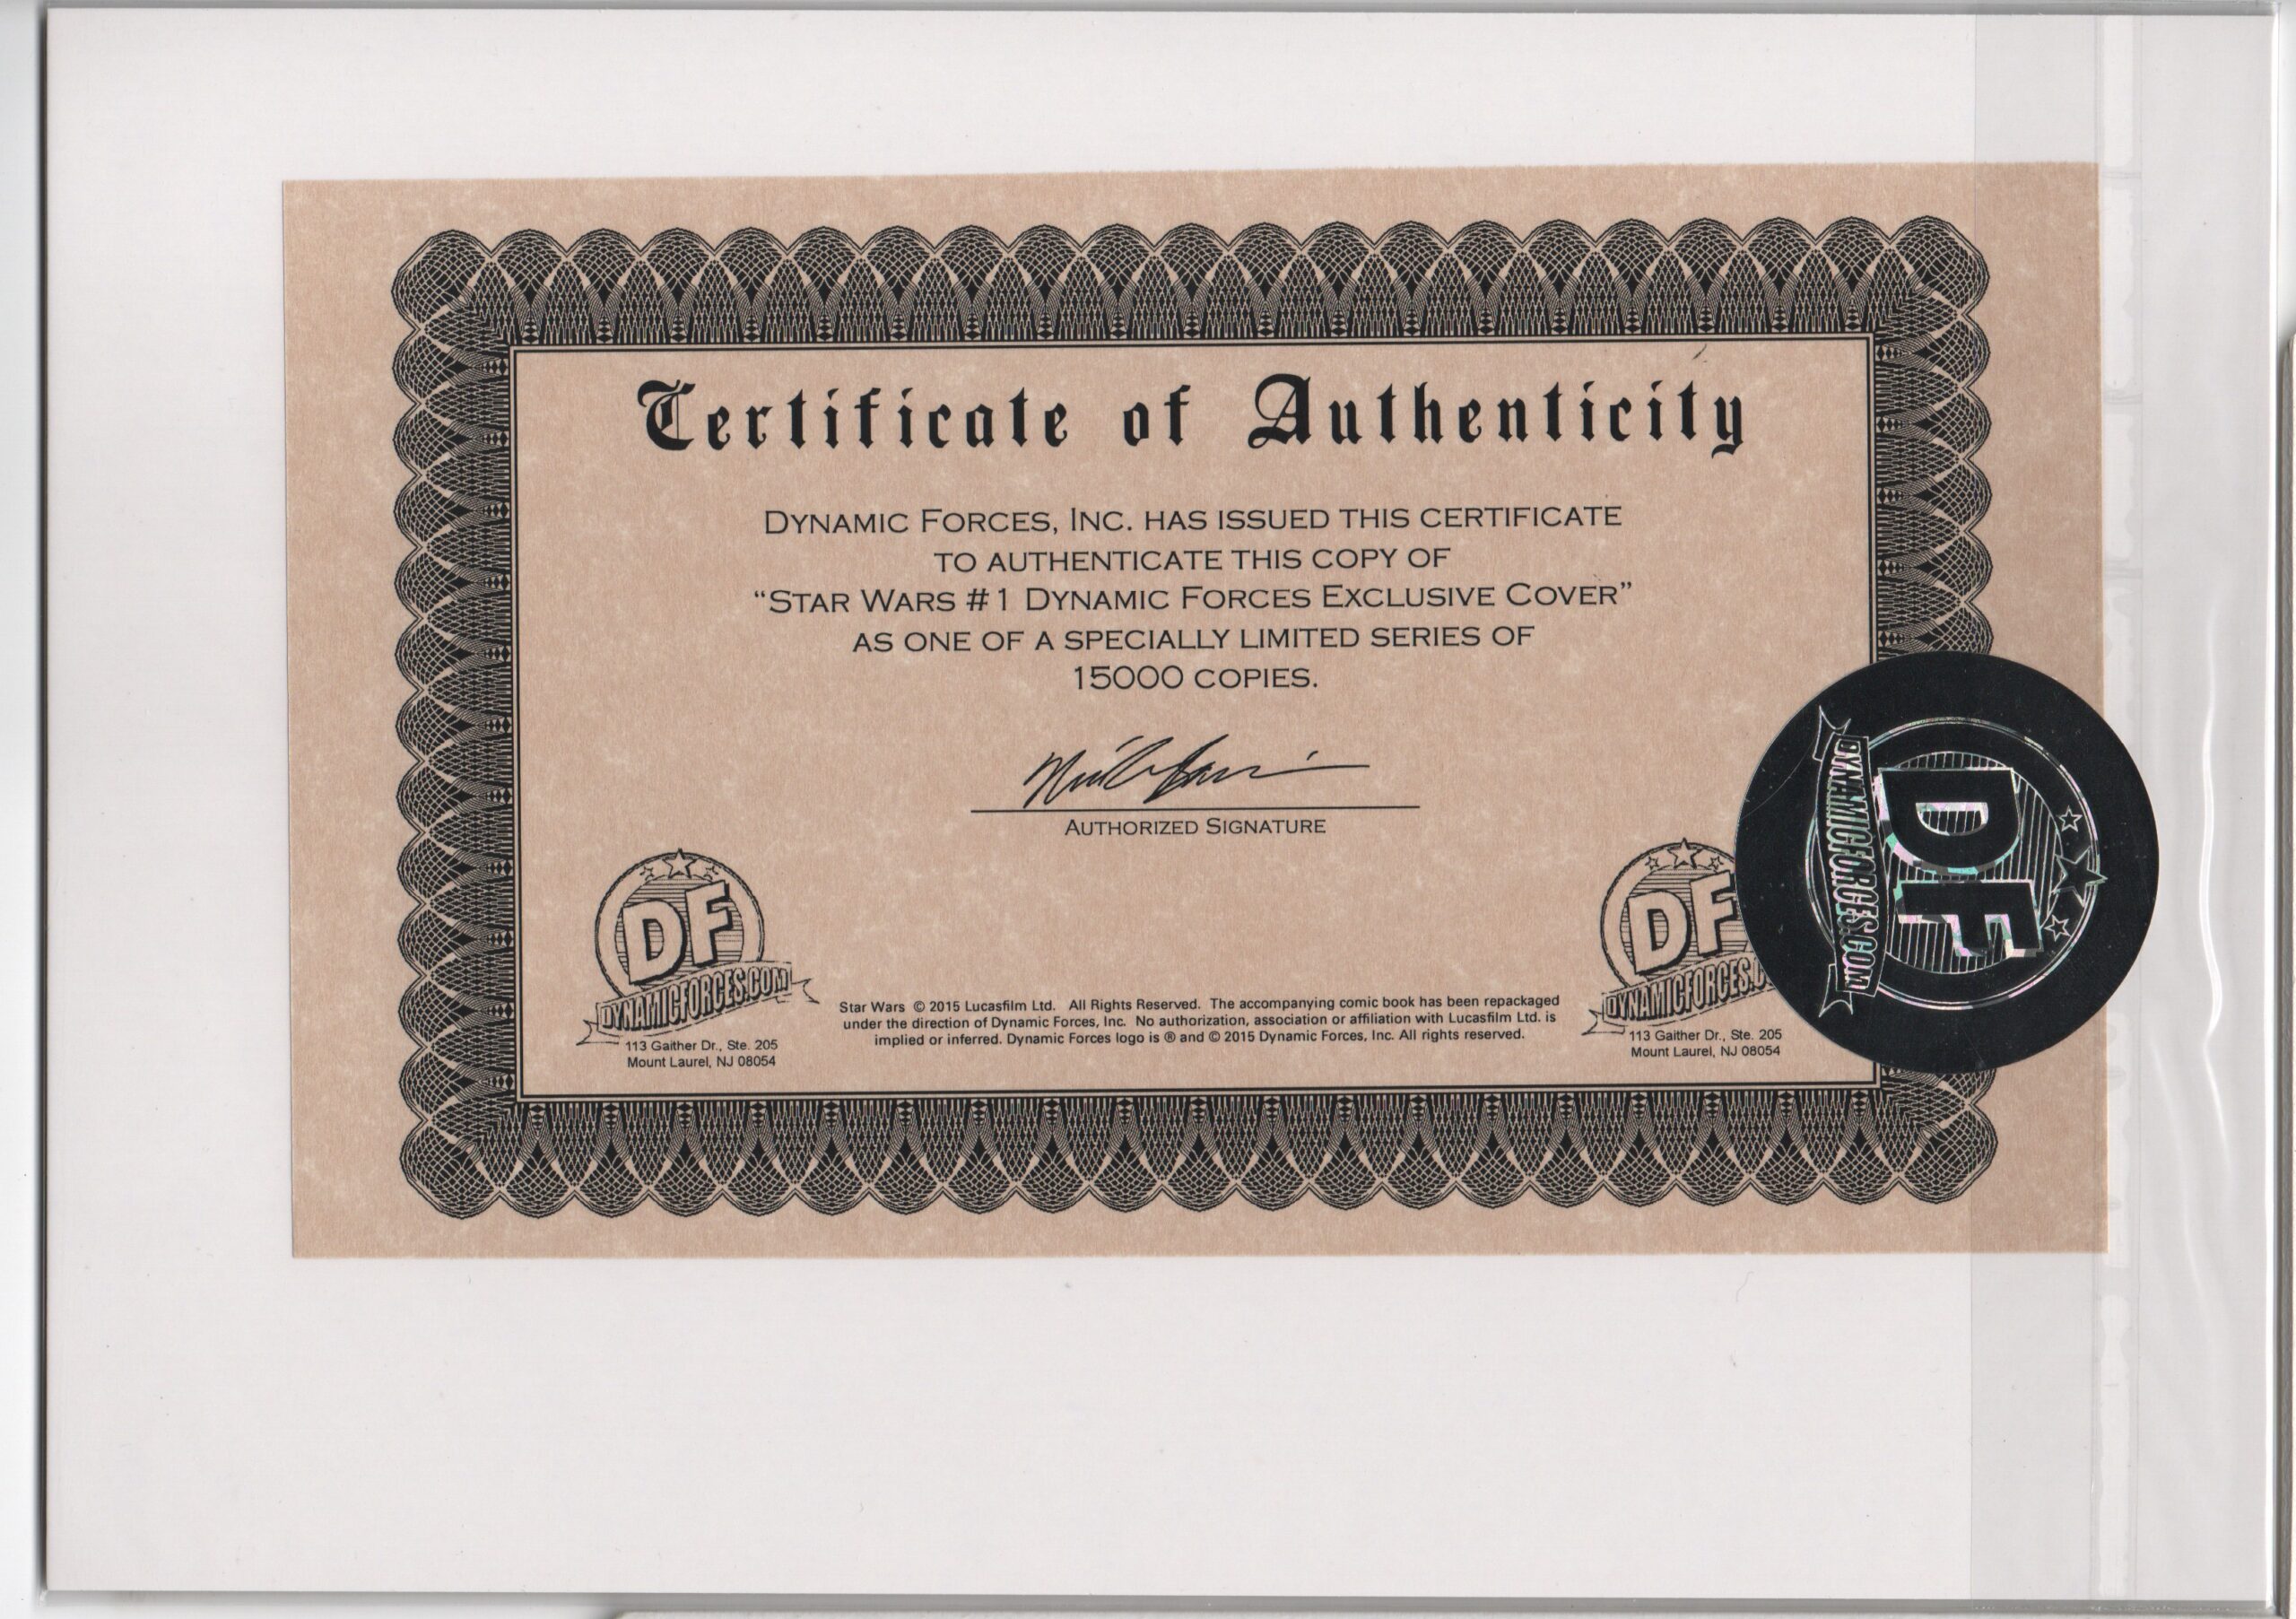 Certificate of Authenticity
DYNAMIC FORCES, INC. HAS ISSUED THIS CERTIFICATE
TO AUTHENTICATE THIS COPY OF
“STAR WARS #1 DYNAMIC FORCES EXCLUSIVE COVER”
AS ONE OF A SPECIALLY LIMITED SERIES OF
15000 COPIES.
AUTHORIZED SIGNATURE
DF
DYNAMICFORCES.COM
113 Gaither Dr., Ste. 205
Mount Laurel, NJ 08054
Star Wars © 2015 Lucasfilm Ltd. All Rights Reserved. The accompanying comic book has been repackaged
under the direction of Dynamic Forces, Inc. No authorization, association or affiliation with Lucasfilm Ltd. is
implied or inferred. Dynamic Forces logo is ® and © 2015 Dynamic Forces, Inc. All rights reserved.
DF
DYNAMICFORCES.
113 Gaither Dr., Ste. 205
Mount Laurel, NJ 08054
DF
DYNAMICFORCES.COM